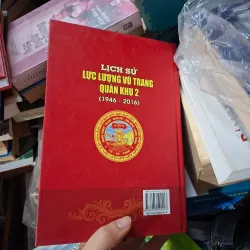 LỊCH SỬ
LỰC LƯỢNG VŨ TRANG
QUÂN KHU 2
(1946 - 2016)